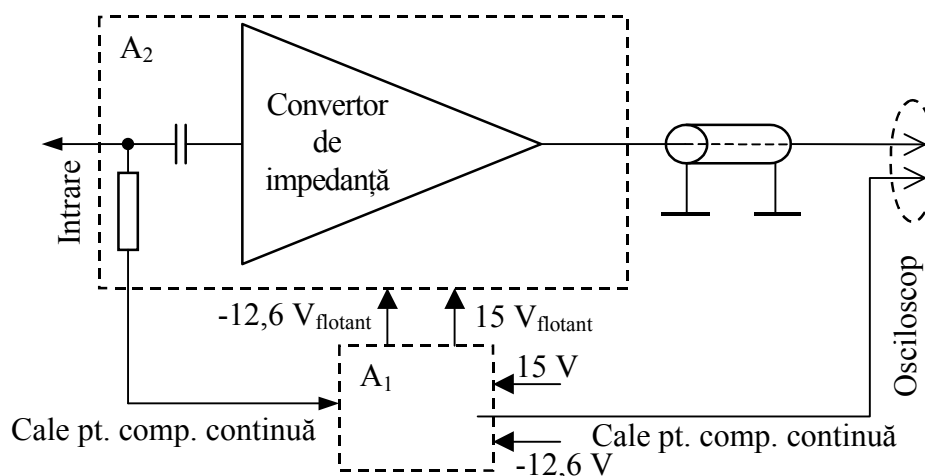 A2
Convertor
de
impedanță
Intrare
Osciloscop
-12,6 Vflotant
15 Vflotant
A1
15 V
Cale pt. comp. continuă
Cale pt. comp. continuă
-12,6 V